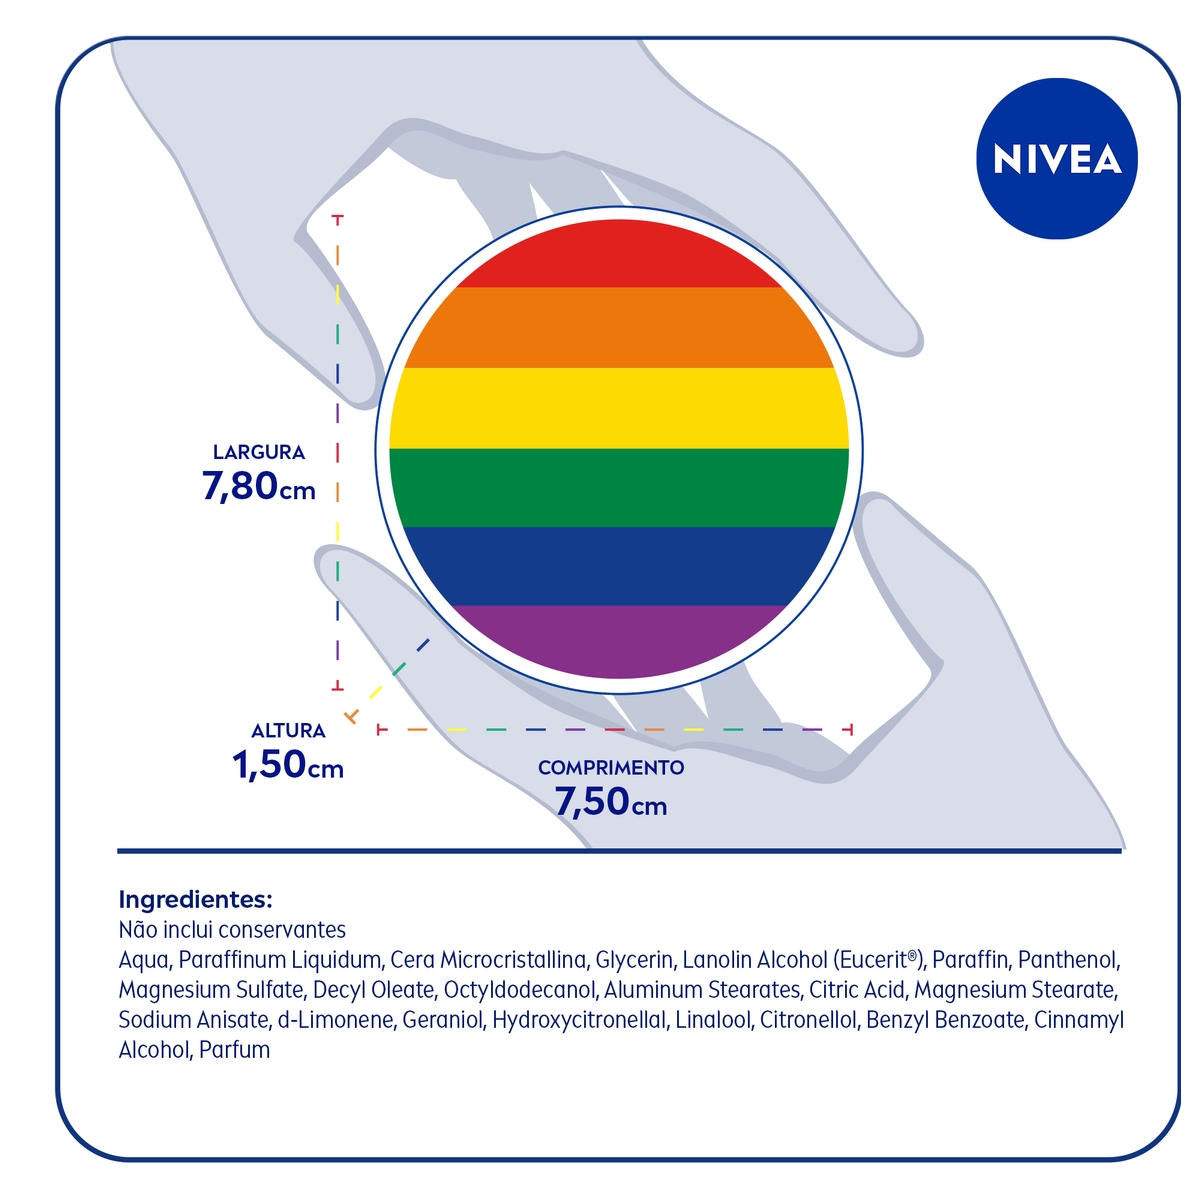 NIVEA
LARGURA
7,80cm
ALTURA
1,50cm
COMPRIMENTO
7,50cm
Ingredientes:
Não inclui conservantes
Aqua, Paraffinum Liquidum, Cera Microcristallina, Glycerin, Lanolin Alcohol (Eucerit®), Paraffin, Panthenol,
Magnesium Sulfate, Decyl Oleate, Octyldodecanol, Aluminum Stearates, Citric Acid, Magnesium Stearate,
Sodium Anisate, d-Limonene, Geraniol, Hydroxycitronellal, Linalool, Citronellol, Benzyl Benzoate, Cinnamyl
Alcohol, Parfum